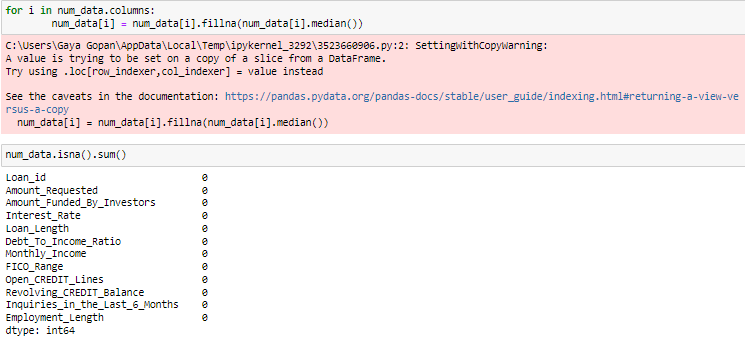 for i in num_data.columns:
        num_data[i] = num_data[i].fillna(num_data[i].median())
C:\Users\Gaya Gopan\AppData\Local\Temp\ipykernel_3292\3523660906.py:2: SettingWithCopyWarning:
A value is trying to be set on a copy of a slice from a DataFrame.
Try using .loc[row_indexer,col_indexer] = value instead

See the caveats in the documentation: https://pandas.pydata.org/pandas-docs/stable/user_guide/indexing.html#returning-a-view-ve
rsus-a-copy
  num_data[i] = num_data[i].fillna(num_data[i].median())
num_data.isna().sum()
Loan_id                           0
Amount_Requested                  0
Amount_Funded_By_Investors        0
Interest_Rate                     0
Loan_Length                       0
Debt_To_Income_Ratio              0
Monthly_Income                    0
FICO_Range                        0
Open_CREDIT_Lines                 0
Revolving_CREDIT_Balance          0
Inquiries_in_the_Last_6_Months    0
Employment_Length                 0
dtype: int64